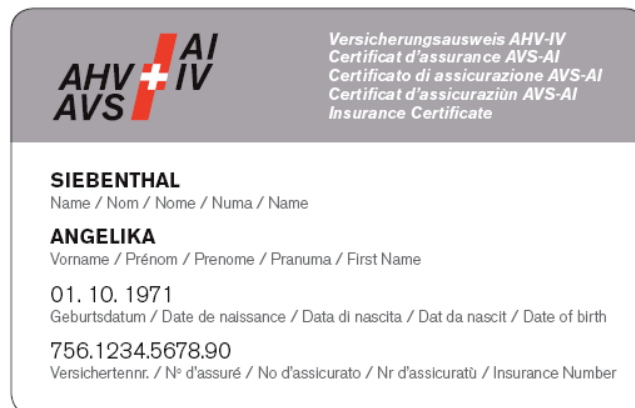 AHV AI
AVS IV
Versicherungsausweis AHV-IV
Certificat d'assurance AVS-AI
Certificato di assicurazione AVS-AI
Certificat d'assicuraziùn AVS-AI
Insurance Certificate
SIEBENTHAL
Name / Nom / Nome / Numa / Name
ANGELIKA
Vorname / Prénom / Prenome / Pranuma / First Name
01. 10. 1971
Geburtsdatum / Date de naissance / Data di nascita / Dat da nascit / Date of birth
756.1234.5678.90
Versichertennr. / Nº d'assuré / No d'assicurato / Nr d'assicuratù / Insurance Number